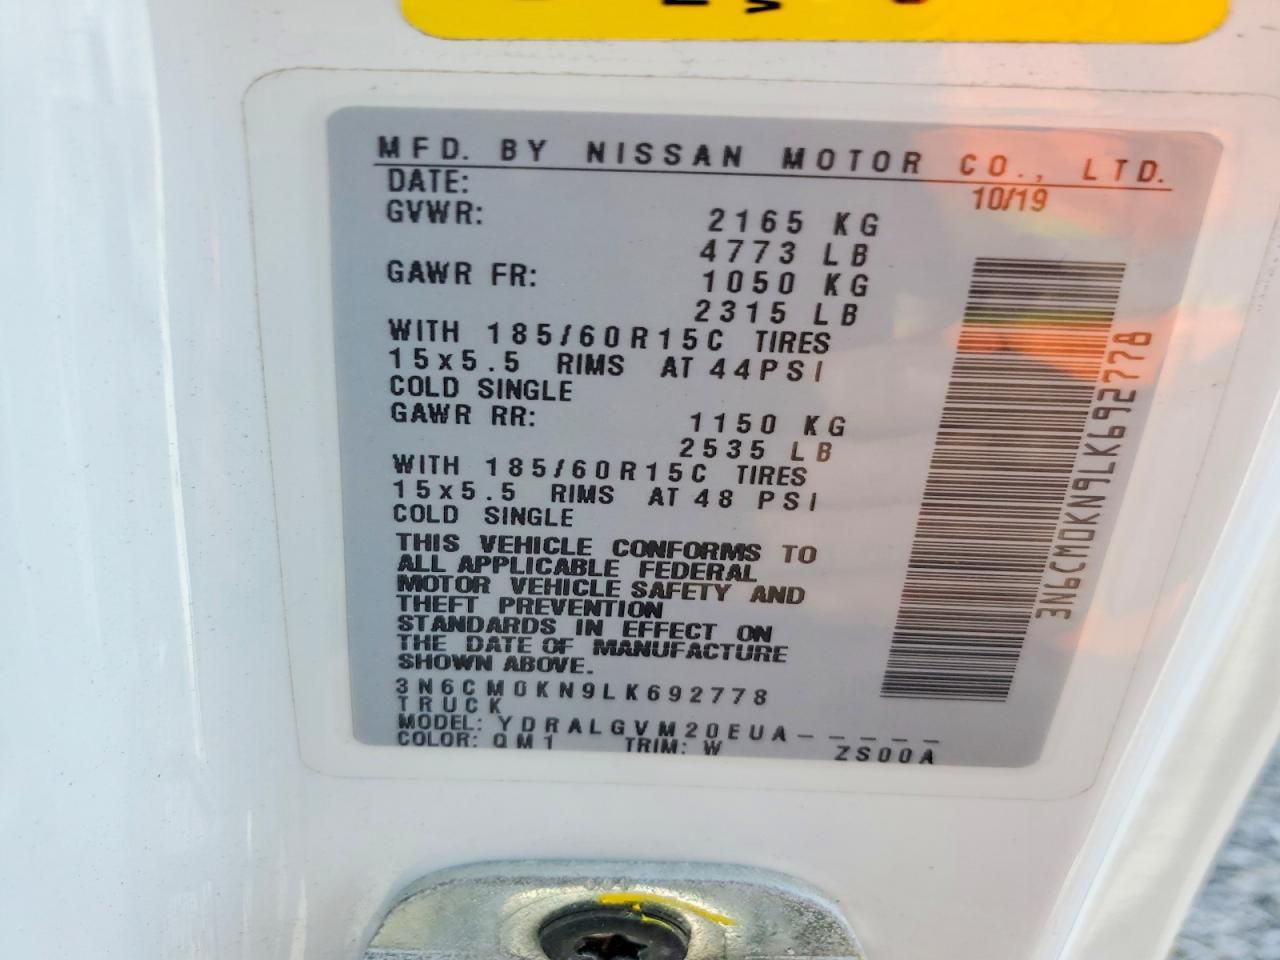 MFD. BY NISSAN MOTOR CO., LTD.
DATE: 10/19
GVWR: 2165 KG
4773 LB
GAWR FR: 1050 KG
2315 LB
WITH 185/60R15C TIRES
15x5.5 RIMS AT 44PSI
COLD SINGLE
GAWR RR: 1150 KG
2535 LB
WITH 185/60R15C TIRES
15x5.5 RIMS AT 48 PSI
COLD SINGLE
THIS VEHICLE CONFORMS TO
ALL APPLICABLE FEDERAL
MOTOR VEHICLE SAFETY AND
THEFT PREVENTION
STANDARDS IN EFFECT ON
THE DATE OF MANUFACTURE
SHOWN ABOVE.
3N6CM0KN9LK692778
TRUCK
MODEL: YDRALGVM20EUA-----
COLOR: QM1 TRIM: W ZS00A
3N6CM0KN9LK692778